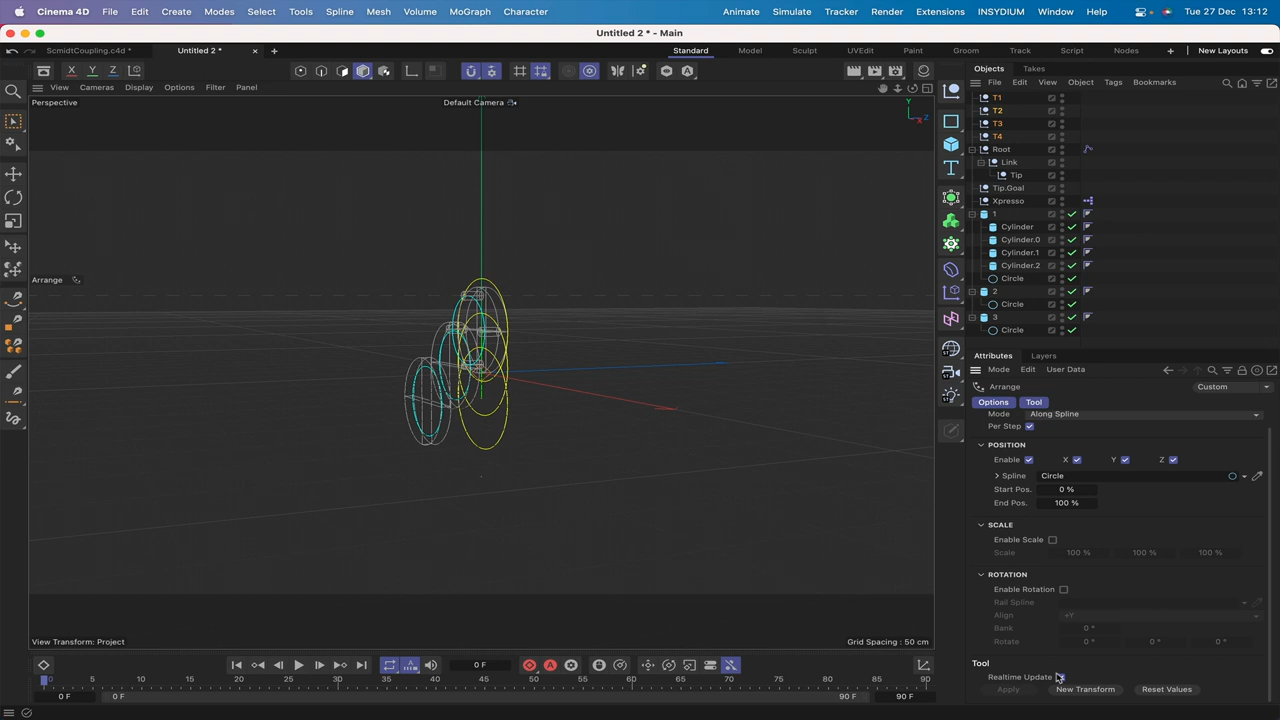 Cinema 4D File Edit Create Modes Select Tools Spline Mesh Volume MoGraph Character Animate Simulate Tracker Render Extensions INSYDIUM Window Help Tue 27 Dec 13:12
Untitled 2 * - Main
ScmidtCoupling.c4d * Untitled 2 * Standard Model Sculpt UVEdit Paint Groom Track Script Nodes New Layouts
X Y Z
Objects Takes
View Cameras Display Options Filter Panel
File Edit View Object Tags Bookmarks
Perspective Default Camera
Y
X Z
T1
T2
T3
T4
Root
Link
Tip
Tip.Goal
Xpresso
1
Cylinder
Cylinder.0
Cylinder.1
Cylinder.2
Circle
2
Circle
3
Circle
Arrange
Attributes Layers
Mode Edit User Data
Arrange Custom
Options Tool
Mode Along Spline
Per Step
POSITION
Enable X Y Z
Spline Circle
Start Pos. 0 %
End Pos. 100 %
SCALE
Enable Scale
Scale 100 % 100 % 100 %
ROTATION
Enable Rotation
Rail Spline
Align +Y
Bank 0 °
Rotate 0 ° 0 ° 0 °
Tool
Realtime Update
Apply New Transform Reset Values
View Transform: Project Grid Spacing : 50 cm
0 F
0 5 10 15 20 25 30 35 40 45 50 55 60 65 70 75 80 85 90
0 F 0 F 90 F 90 F